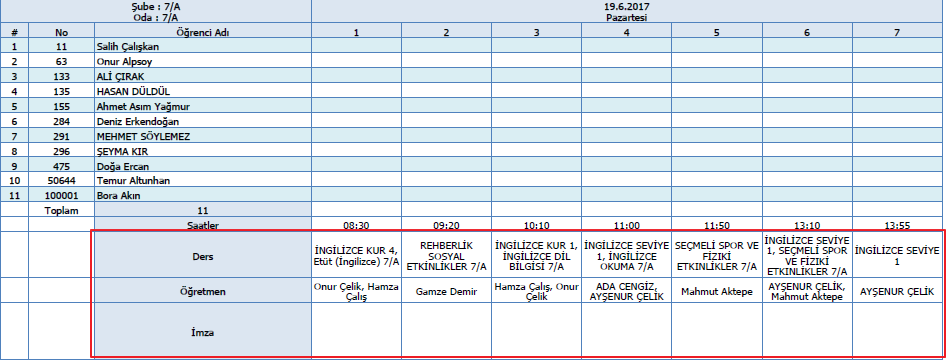 Şube : 7/A
Oda : 7/A
19.6.2017
Pazartesi
# No Öğrenci Adı 1 2 3 4 5 6 7
1 11 Salih Çalışkan
2 63 Onur Alpsoy
3 133 ALİ ÇIRAK
4 135 HASAN DÜLDÜL
5 155 Ahmet Asım Yağmur
6 284 Deniz Erkendoğan
7 291 MEHMET SÖYLEMEZ
8 296 ŞEYMA KIR
9 475 Doğa Ercan
10 50644 Temur Altunhan
11 100001 Bora Akın
Toplam 11
Saatler 08:30 09:20 10:10 11:00 11:50 13:10 13:55
Ders
İNGİLİZCE KUR 4,
Etüt (İngilizce) 7/A
REHBERLİK
SOSYAL
ETKİNLİKLER 7/A
İNGİLİZCE KUR 1,
İNGİLİZCE DİL
BİLGİSİ 7/A
İNGİLİZCE SEVİYE
1, İNGİLİZCE
OKUMA 7/A
SEÇMELİ SPOR VE
FİZİKİ
ETKİNLİKLER 7/A
İNGİLİZCE SEVİYE
1, SEÇMELİ SPOR
VE FİZİKİ
ETKİNLİKLER 7/A
İNGİLİZCE SEVİYE
1
Öğretmen
Onur Çelik, Hamza
Çalış
Gamze Demir
Hamza Çalış, Onur
Çelik
ADA CENGİZ,
AYŞENUR ÇELİK
Mahmut Aktepe
AYŞENUR ÇELİK,
Mahmut Aktepe
AYŞENUR ÇELİK
İmza